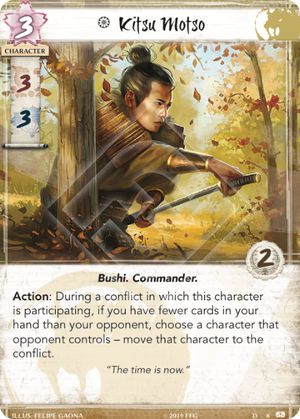 3
Kitsu Motso
CHARACTER
3
3
2
Bushi. Commander.
Action: During a conflict in which this character
is participating, if you have fewer cards in your
hand than your opponent, choose a character that
opponent controls – move that character to the
conflict.
"The time is now."
ILLUS: FELIPE GAONA
© 2019 FFG
D 8